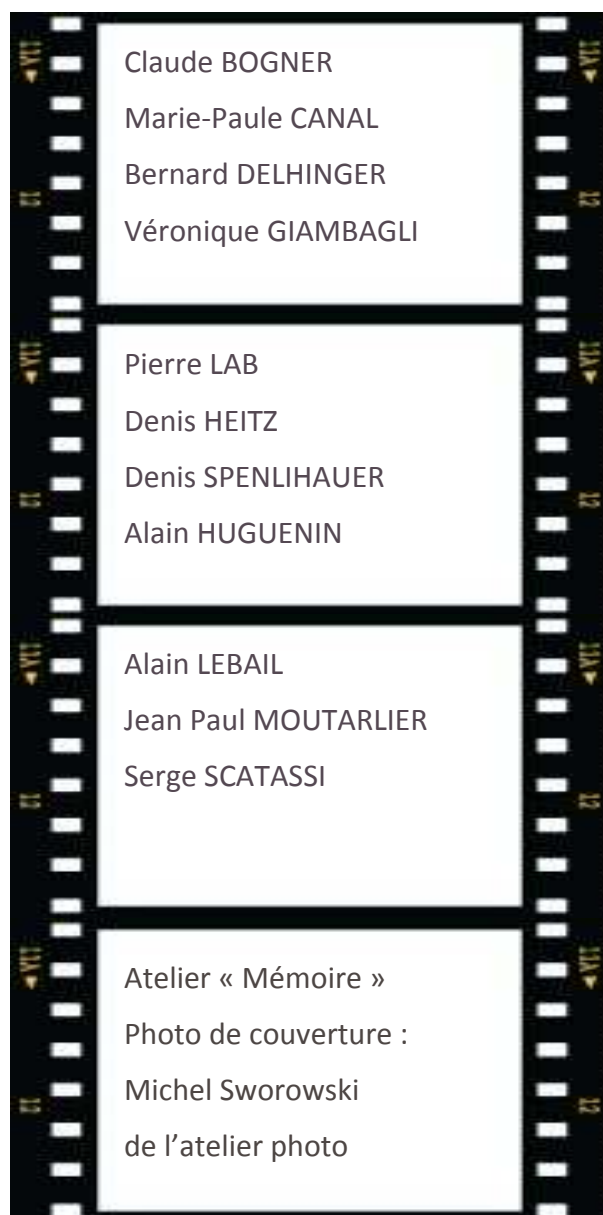 Claude BOGNER
Marie-Paule CANAL
Bernard DELHINGER
Véronique GIAMBAGLI
Pierre LAB
Denis HEITZ
Denis SPENLIHAUER
Alain HUGUENIN
Alain LEBAIL
Jean Paul MOUTARLIER
Serge SCATASSI
Atelier « Mémoire »
Photo de couverture :
Michel Sworowski
de l’atelier photo